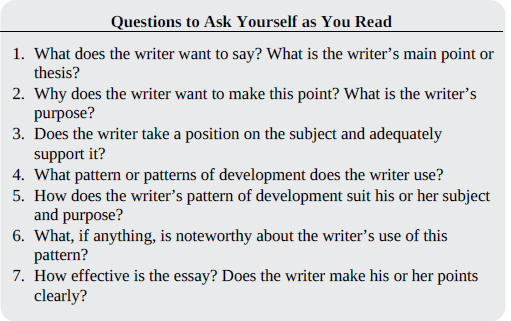 Questions to Ask Yourself as You Read
1. What does the writer want to say? What is the writer's main point or
thesis?
2. Why does the writer want to make this point? What is the writer's
purpose?
3. Does the writer take a position on the subject and adequately
support it?
4. What pattern or patterns of development does the writer use?
5. How does the writer's pattern of development suit his or her subject
and purpose?
6. What, if anything, is noteworthy about the writer's use of this
pattern?
7. How effective is the essay? Does the writer make his or her points
clearly?